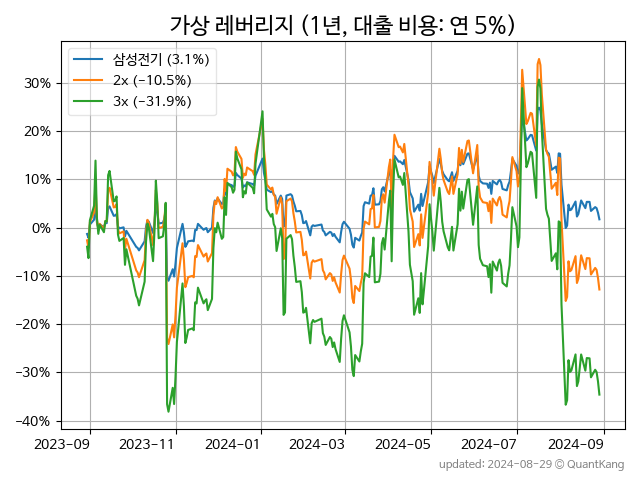 가상 레버리지 (1년, 대출 비용: 연 5%)
삼성전기 (3.1%)
2x (−10.5%)
3x (−31.9%)
30%
20%
10%
0%
−10%
−20%
−30%
−40%
2023-09 2023-11 2024-01 2024-03 2024-05 2024-07 2024-09
updated: 2024-08-29 © QuantKang